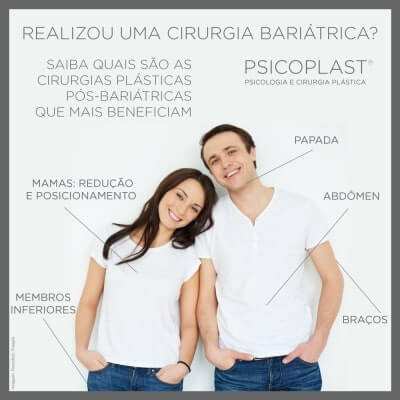 REALIZOU UMA CIRURGIA BARIÁTRICA?
SAIBA QUAIS SÃO AS
CIRURGIAS PLÁSTICAS
PÓS-BARIÁTRICAS
QUE MAIS BENEFICIAM
PSICOPLAST®
PSICOLOGIA E CIRURGIA PLÁSTICA
PAPADA
MAMAS: REDUÇÃO
E POSICIONAMENTO
ABDÔMEN
MEMBROS
INFERIORES
BRAÇOS